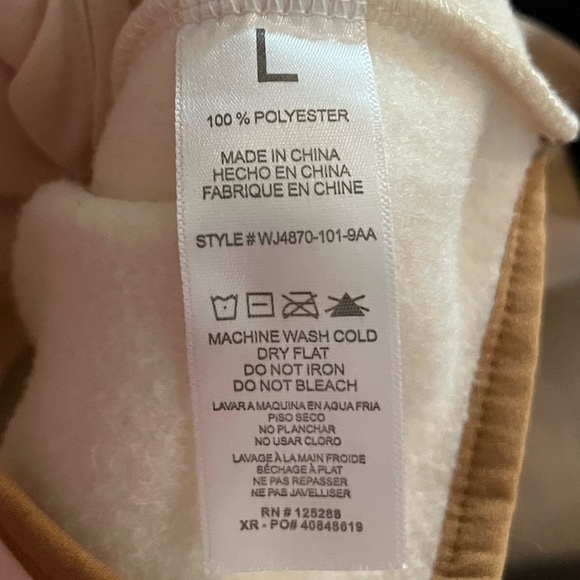 L
100 % POLYESTER
MADE IN CHINA
HECHO EN CHINA
FABRIQUE EN CHINE
STYLE # WJ4870-101-9AA
MACHINE WASH COLD
DRY FLAT
DO NOT IRON
DO NOT BLEACH
LAVAR A MAQUINA EN AGUA FRIA
PISO SECO
NO PLANCHAR
NO USAR CLORO
LAVAGE À LA MAIN FROIDE
BÉCHAGE À PLAT
NE PAS REPASSER
NE PAS JAVELLISER
RN # 125288
XR - PO# 40848619